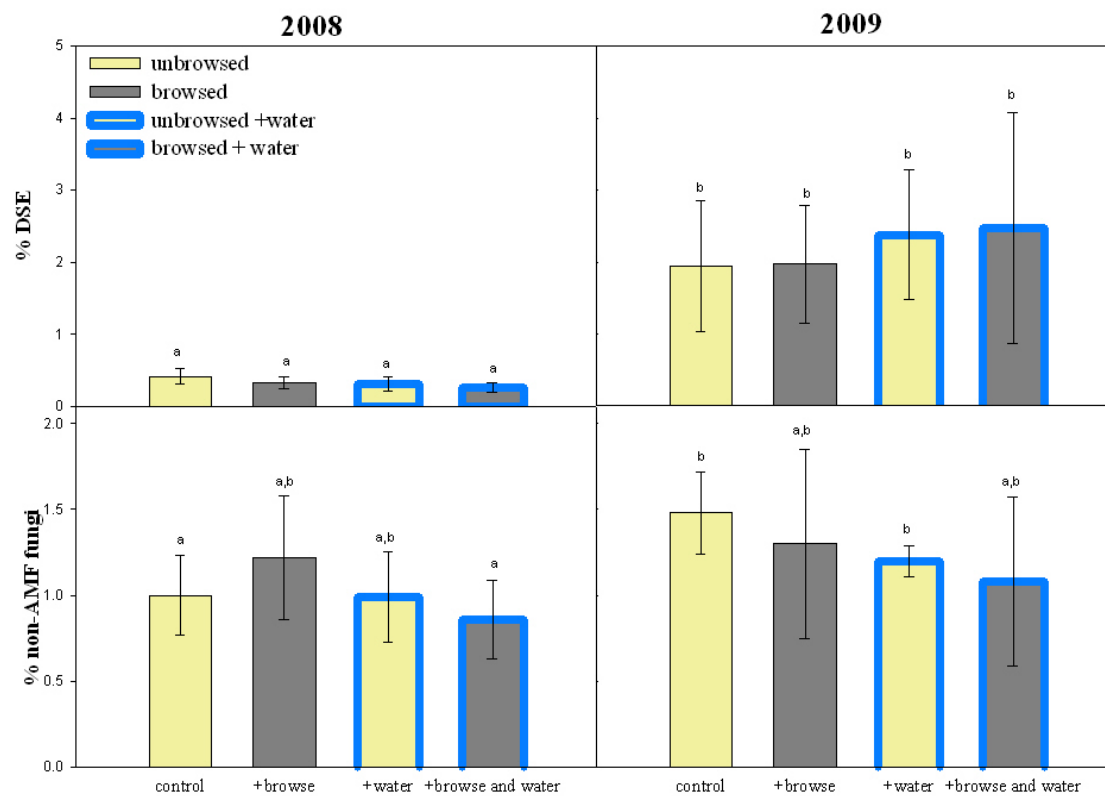 2008
2009
5
4
3
2
1
0
% DSE
unbrowsed
browsed
unbrowsed +water
browsed + water
a
a
a
a
b
b
b
b
2.0
1.5
1.0
0.5
0.0
% non-AMF fungi
a
a,b
a,b
a
b
a,b
b
a,b
control
+browse
+water
+browse and water
control
+browse
+water
+browse and water